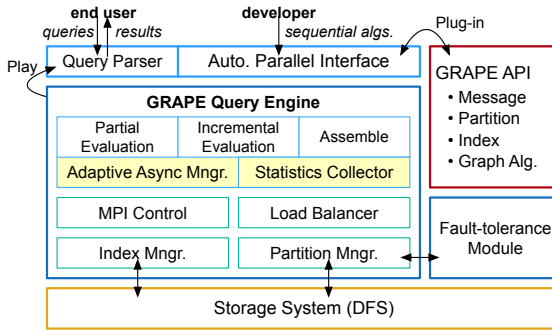 end user
developer
queries
results
sequential algs.
Plug-in
Query Parser
Auto. Parallel Interface
Play
GRAPE API
• Message
• Partition
• Index
• Graph Alg.
GRAPE Query Engine
Partial
Evaluation
Incremental
Evaluation
Assemble
Adaptive Async Mngr.
Statistics Collector
MPI Control
Load Balancer
Index Mngr.
Partition Mngr.
Fault-tolerance
Module
Storage System (DFS)